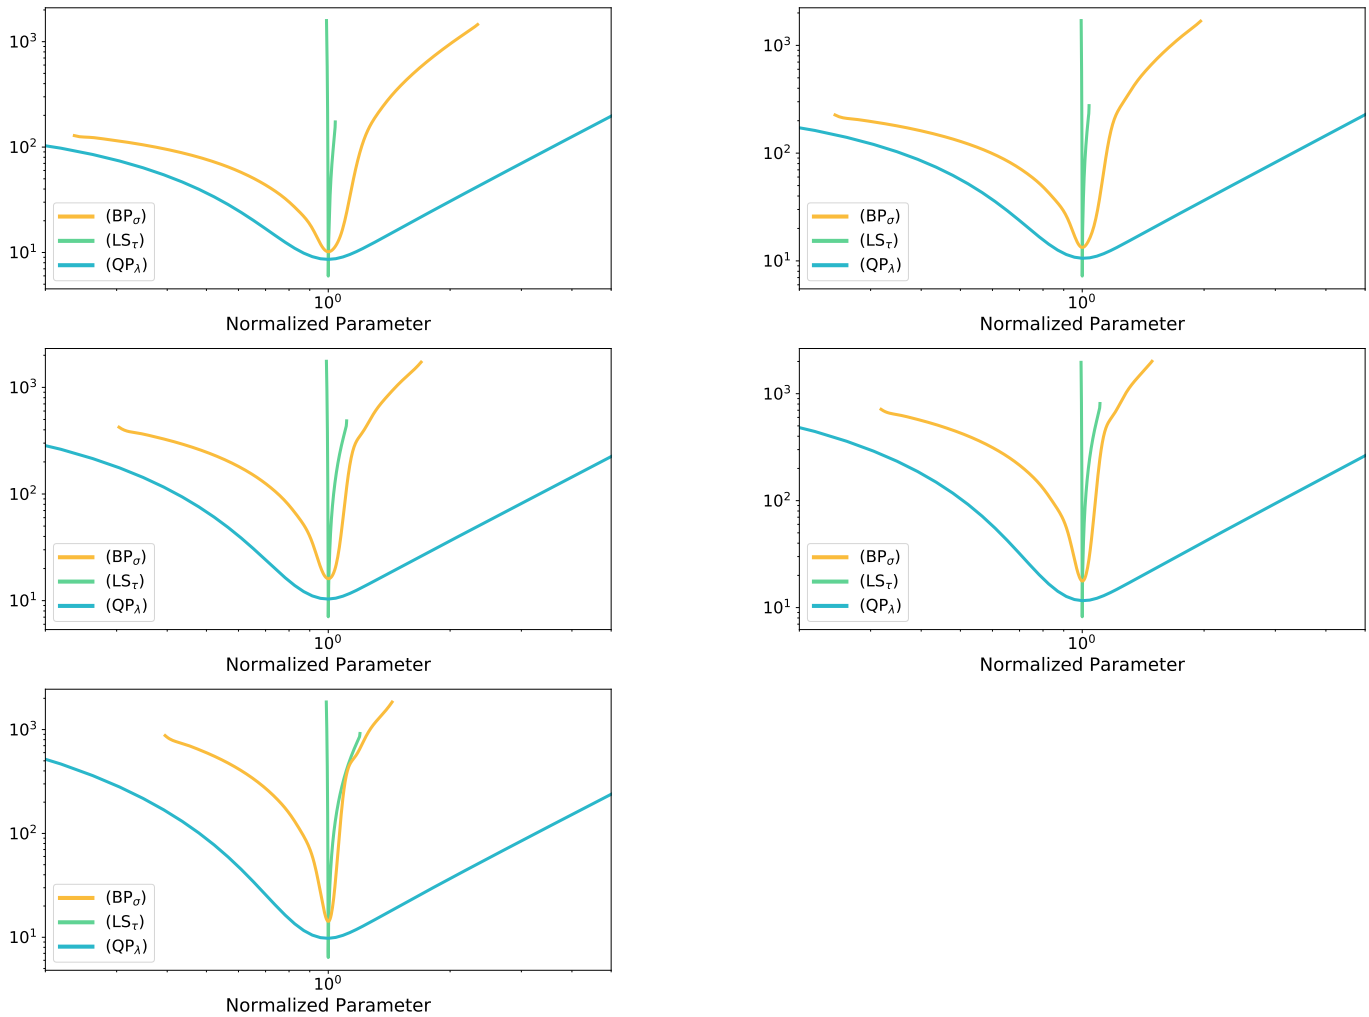 10³
10²
10¹
(BPσ)
(LSτ)
(QPλ)
10⁰
Normalized Parameter
10³
10²
10¹
(BPσ)
(LSτ)
(QPλ)
10⁰
Normalized Parameter
10³
10²
10¹
(BPσ)
(LSτ)
(QPλ)
10⁰
Normalized Parameter
10³
10²
10¹
(BPσ)
(LSτ)
(QPλ)
10⁰
Normalized Parameter
10³
10²
10¹
(BPσ)
(LSτ)
(QPλ)
10⁰
Normalized Parameter